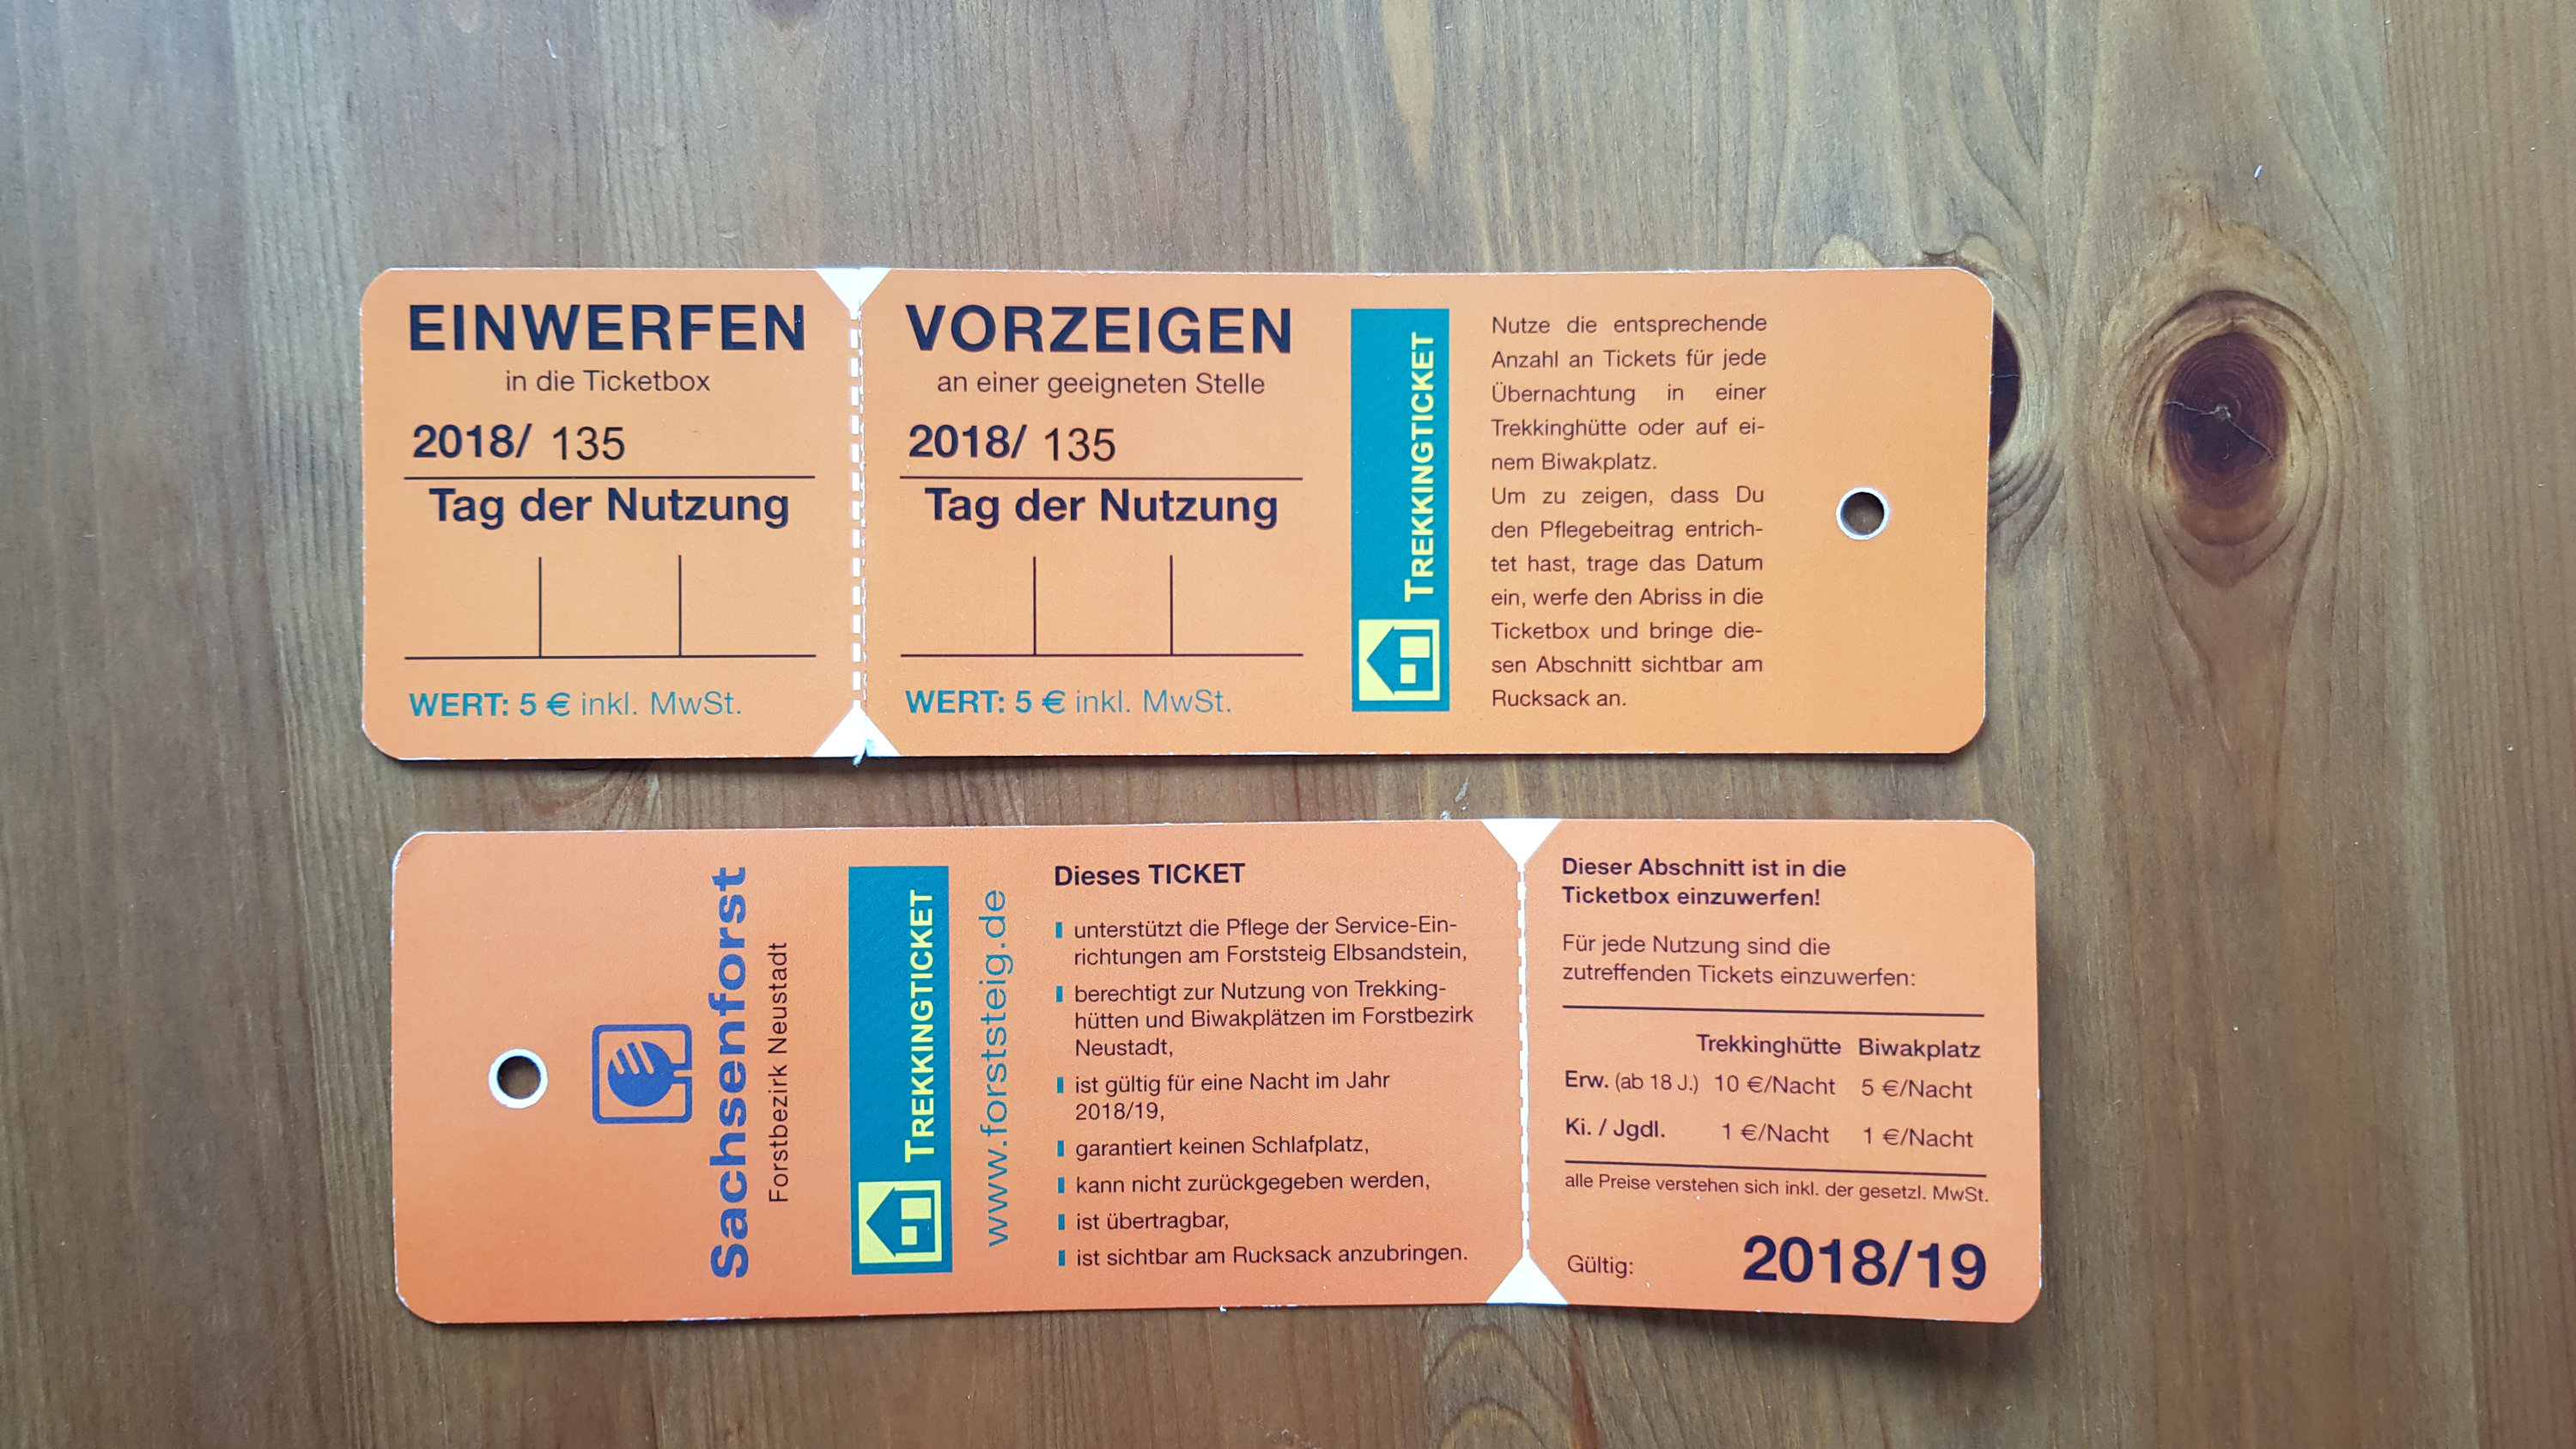 EINWERFEN
in die Ticketbox
2018/ 135
Tag der Nutzung
WERT: 5 € inkl. MwSt.
VORZEIGEN
an einer geeigneten Stelle
2018/ 135
Tag der Nutzung
WERT: 5 € inkl. MwSt.
TREKKINGTICKET
Nutze die entsprechende
Anzahl an Tickets für jede
Übernachtung in einer
Trekkinghütte oder auf ei-
nem Biwakplatz.
Um zu zeigen, dass Du
den Pflegebeitrag entrich-
tet hast, trage das Datum
ein, werfe den Abriss in die
Ticketbox und bringe die-
sen Abschnitt sichtbar am
Rucksack an.
Sachsenforst
Forstbezirk Neustadt
TREKKINGTICKET
www.forststeig.de
Dieses TICKET
unterstützt die Pflege der Service-Ein-
richtungen am Forststeig Elbsandstein,
berechtigt zur Nutzung von Trekking-
hütten und Biwakplätzen im Forstbezirk
Neustadt,
ist gültig für eine Nacht im Jahr
2018/19,
garantiert keinen Schlafplatz,
kann nicht zurückgegeben werden,
ist übertragbar,
ist sichtbar am Rucksack anzubringen.
Dieser Abschnitt ist in die
Ticketbox einzuwerfen!
Für jede Nutzung sind die
zutreffenden Tickets einzuwerfen:
Trekkinghütte Biwakplatz
Erw. (ab 18 J.) 10 €/Nacht 5 €/Nacht
Ki. / Jgdl. 1 €/Nacht 1 €/Nacht
alle Preise verstehen sich inkl. der gesetzl. MwSt.
Gültig: 2018/19